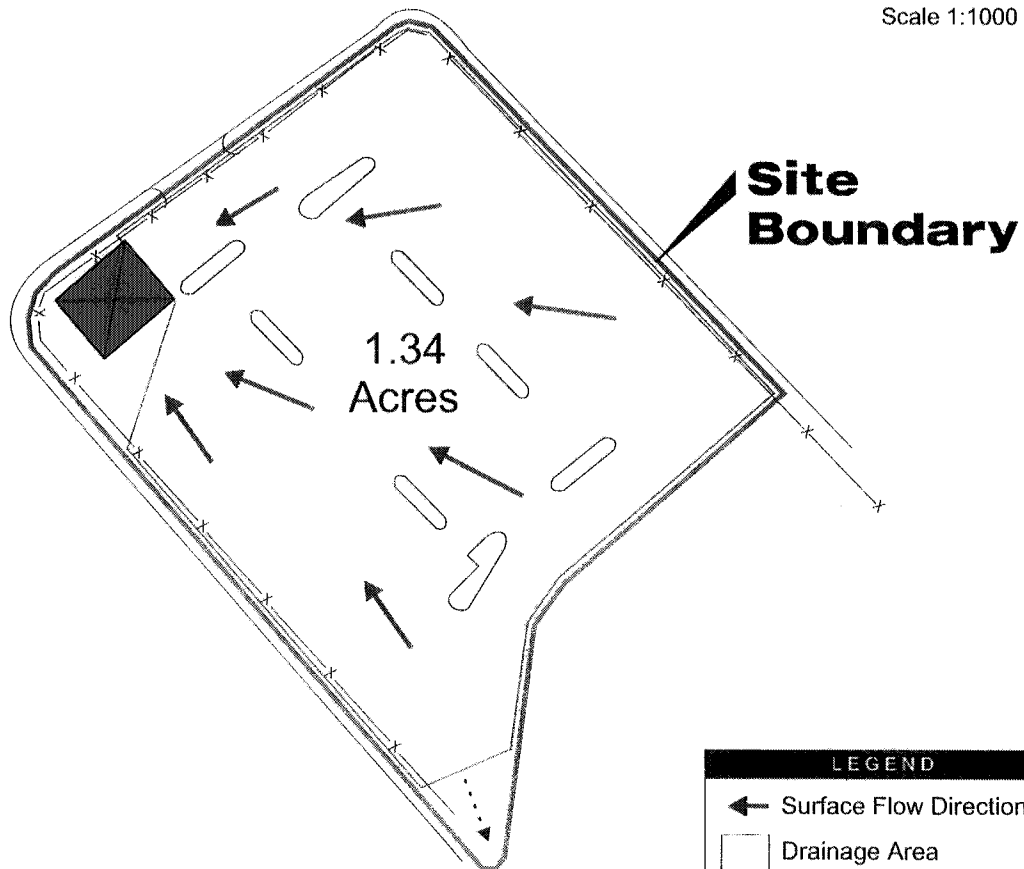 Scale 1:1000
Site
Boundary
1.34
Acres
LEGEND
Surface Flow Direction
Drainage Area